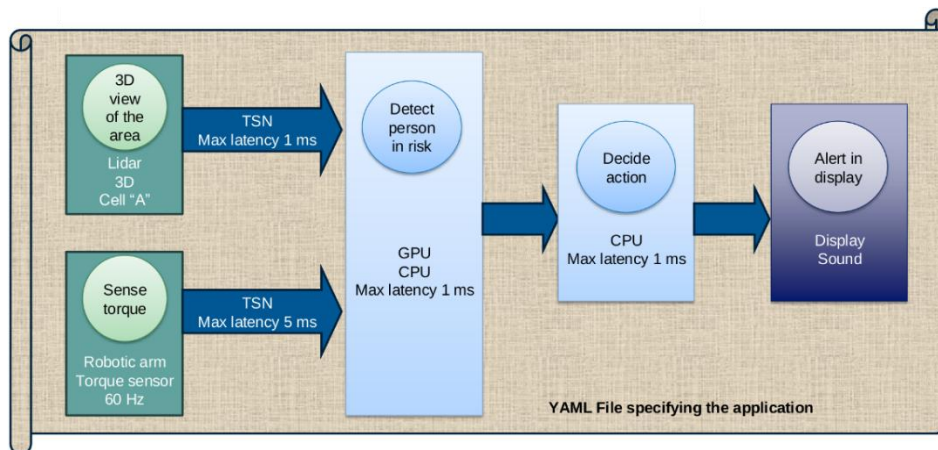 3D
view
of the
area
Lidar
3D
Cell “A”
TSN
Max latency 1 ms
Sense
torque
Robotic arm
Torque sensor
60 Hz
TSN
Max latency 5 ms
Detect
person
in risk
GPU
CPU
Max latency 1 ms
Decide
action
CPU
Max latency 1 ms
Alert in
display
Display
Sound
YAML File specifying the application